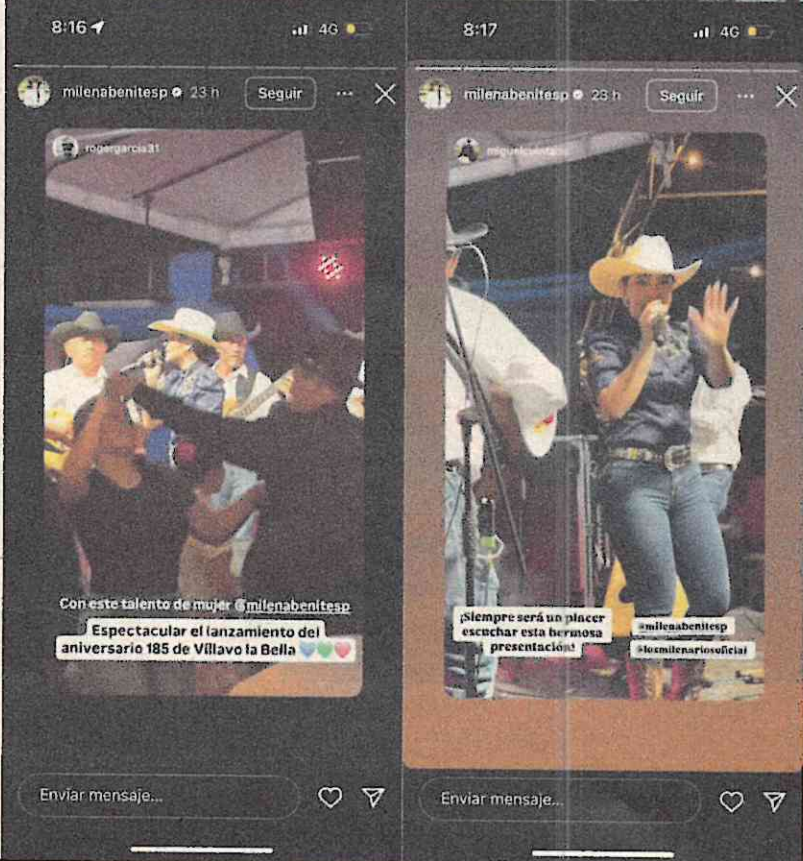 8:16
4G
milenabenitesp 23 h
Seguir
rogergarcia31
Con este talento de mujer @milenabenitesp
Espectacular el lanzamiento del
aniversario 185 de Villavo la Bella
Enviar mensaje...
8:17
4G
milenabenitesp 23 h
Seguir
¡Siempre será un placer
escuchar esta hermosa
presentación!
@milenabenitesp
@losmilenariosoficial
Enviar mensaje...